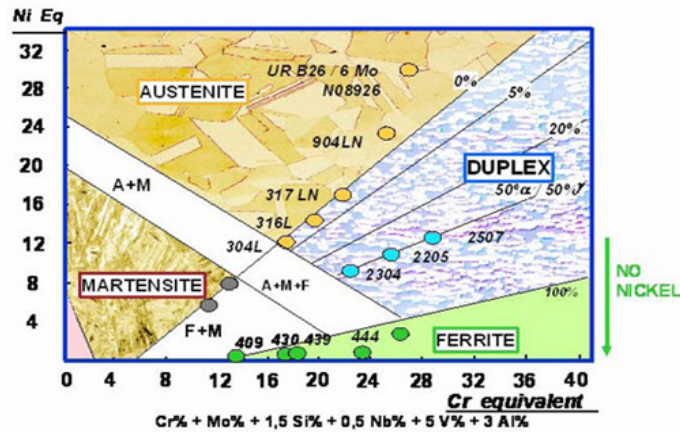 Ni Eq
32
28
24
20
16
12
8
4
AUSTENITE
UR B26 / 6 Mo
N08926
904LN
317 LN
316L
304L
A+M
MARTENSITE
A+M+F
F+M
0%
5%
20%
DUPLEX
50%α / 50%γ
2507
2205
2304
100%
FERRITE
409 430 439 444
NO
NICKEL
0 4 8 12 16 20 24 26 32 36 40
Cr equivalent
Cr% + Mo% + 1,5 Si% + 0,5 Nb% + 5 V% + 3 Al%